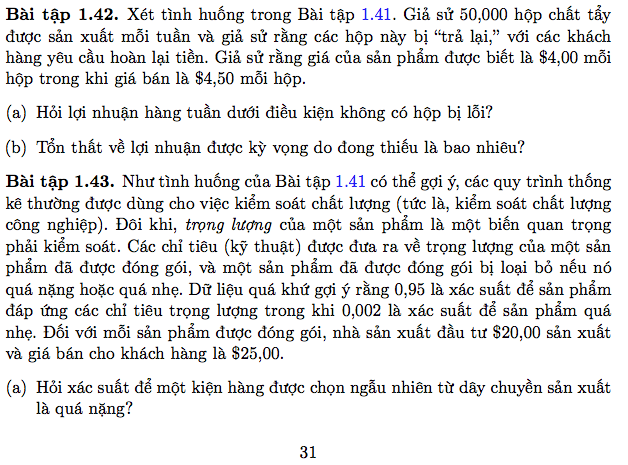 Bài tập 1.42. Xét tình huống trong Bài tập 1.41. Giả sử 50,000 hộp chất tẩy
được sản xuất mỗi tuần và giả sử rằng các hộp này bị “trả lại,” với các khách
hàng yêu cầu hoàn lại tiền. Giả sử rằng giá của sản phẩm được biết là $4,00 mỗi
hộp trong khi giá bán là $4,50 mỗi hộp.
(a) Hỏi lợi nhuận hàng tuần dưới điều kiện không có hộp bị lỗi?
(b) Tổn thất về lợi nhuận được kỳ vọng do đong thiếu là bao nhiêu?
Bài tập 1.43. Như tình huống của Bài tập 1.41 có thể gợi ý, các quy trình thống
kê thường được dùng cho việc kiểm soát chất lượng (tức là, kiểm soát chất lượng
công nghiệp). Đôi khi, trọng lượng của một sản phẩm là một biến quan trọng
phải kiểm soát. Các chỉ tiêu (kỹ thuật) được đưa ra về trọng lượng của một sản
phẩm đã được đóng gói, và một sản phẩm đã được đóng gói bị loại bỏ nếu nó
quá nặng hoặc quá nhẹ. Dữ liệu quá khứ gợi ý rằng 0,95 là xác suất để sản phẩm
đáp ứng các chỉ tiêu trọng lượng trong khi 0,002 là xác suất để sản phẩm quá
nhẹ. Đối với mỗi sản phẩm được đóng gói, nhà sản xuất đầu tư $20,00 sản xuất
và giá bán cho khách hàng là $25,00.
(a) Hỏi xác suất để một kiện hàng được chọn ngẫu nhiên từ dây chuyền sản xuất
là quá nặng?
31